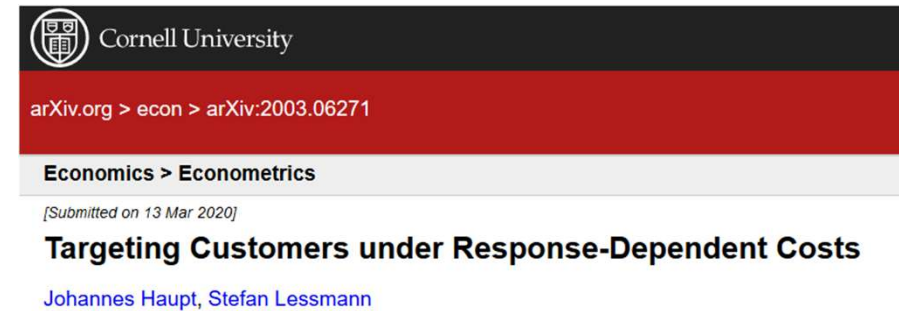 Cornell University
arXiv.org > econ > arXiv:2003.06271
Economics > Econometrics
[Submitted on 13 Mar 2020]
Targeting Customers under Response-Dependent Costs
Johannes Haupt, Stefan Lessmann